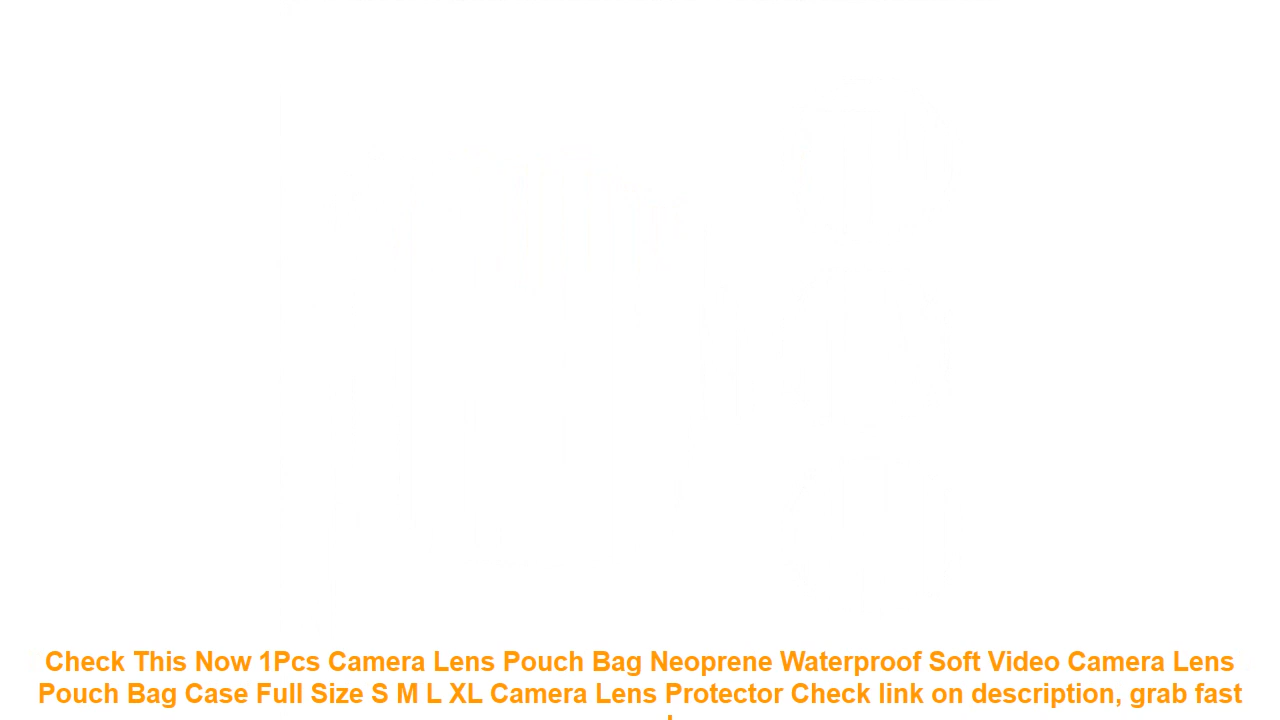 Check This Now 1Pcs Camera Lens Pouch Bag Neoprene Waterproof Soft Video Camera Lens
Pouch Bag Case Full Size S M L XL Camera Lens Protector Check link on description, grab fast